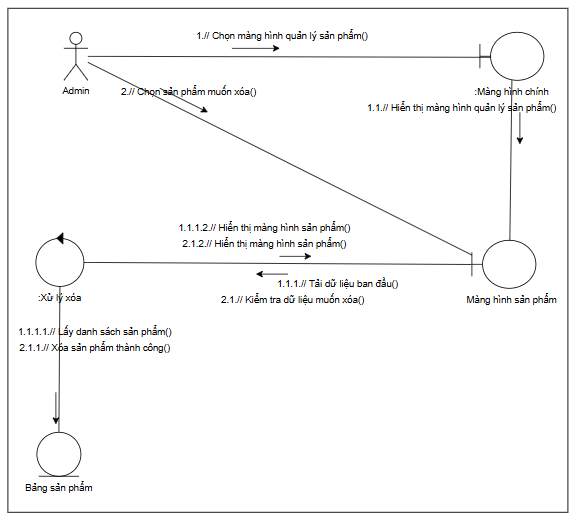 1.// Chọn màng hình quản lý sản phẩm()
Admin
2.// Chọn sản phẩm muốn xóa()
:Màng hình chính
1.1.// Hiển thị màng hình quản lý sản phẩm()
1.1.1.2.// Hiển thị màng hình sản phẩm()
2.1.2.// Hiển thị màng hình sản phẩm()
1.1.1.// Tải dữ liệu ban đầu()
2.1.// Kiểm tra dữ liệu muốn xóa()
:Xử lý xóa
Màng hình sản phẩm
1.1.1.1.// Lấy danh sách sản phẩm()
2.1.1.// Xóa sản phẩm thành công()
Bảng sản phẩm